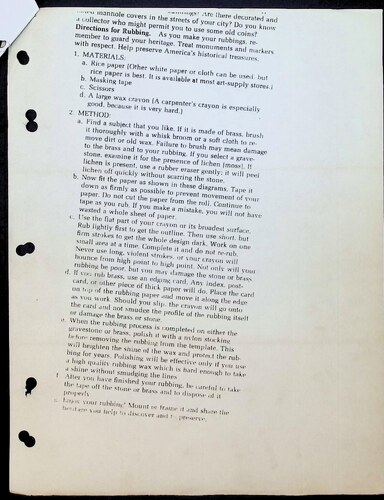 manhole covers in the streets of your city? Do you know
a collector who might permit you to use some old coins?
Directions for Rubbing. As you make your rubbings, re-
member to guard your heritage. Treat monuments and markers
with respect. Help preserve America's historical treasures.
1. MATERIALS:
a. Rice paper (Other white paper or cloth can be used, but
rice paper is best. It is available at most art-supply stores.)
b. Masking tape
c. Scissors
d. A large wax crayon (A carpenter's crayon is especially
good, because it is very hard.)
2. METHOD:
a. Find a subject that you like. If it is made of brass, brush
it thoroughly with a whisk broom or a soft cloth to re-
move dirt or old wax. Failure to brush may mean damage
to the brass and to your rubbing. If you select a grave-
stone, examine it for the presence of lichen (moss). If
lichen is present, use a rubber eraser gently; it will peel
lichen off quickly without scarring the stone.
b. Now fit the paper as shown in these diagrams. Tape it
down as firmly as possible to prevent movement of your
paper. Do not cut the paper from the roll. Continue to
tape as you rub. If you make a mistake, you will not have
wasted a whole sheet of paper.
c. Use the flat part of your crayon or its broadest surface.
Rub lightly first to get the outline. Then use short, but
firm strokes to get the whole design dark. Work on one
small area at a time. Complete it and do not re-rub.
Never use long, violent strokes, or your crayon will
bounce from high point to high point. Not only will your
rubbing be poor, but you may damage the stone or brass.
d. If you rub brass, use an edging card. Any index, post-
card, or other piece of thick paper will do. Place the card
on top of the rubbing paper and move it along the edge
as you work. Should you slip, the crayon will go onto
the card and not smudge the profile of the rubbing itself
or damage the brass or stone.
e. When the rubbing process is completed on either the
gravestone or brass, polish it with a nylon stocking
before removing the rubbing from the template. This
will heighten the shine of the wax and protect the rub-
bing for years. Polishing will be effective only if you use
a high quality rubbing wax which is hard enough to take
a shine without smudging the lines.
f. After you have finished your rubbing, be careful to take
the tape off the stone or brass and to dispose of it
properly.
Enjoy your rubbing! Mount or frame it and share the
heritage you help to discover and to preserve.